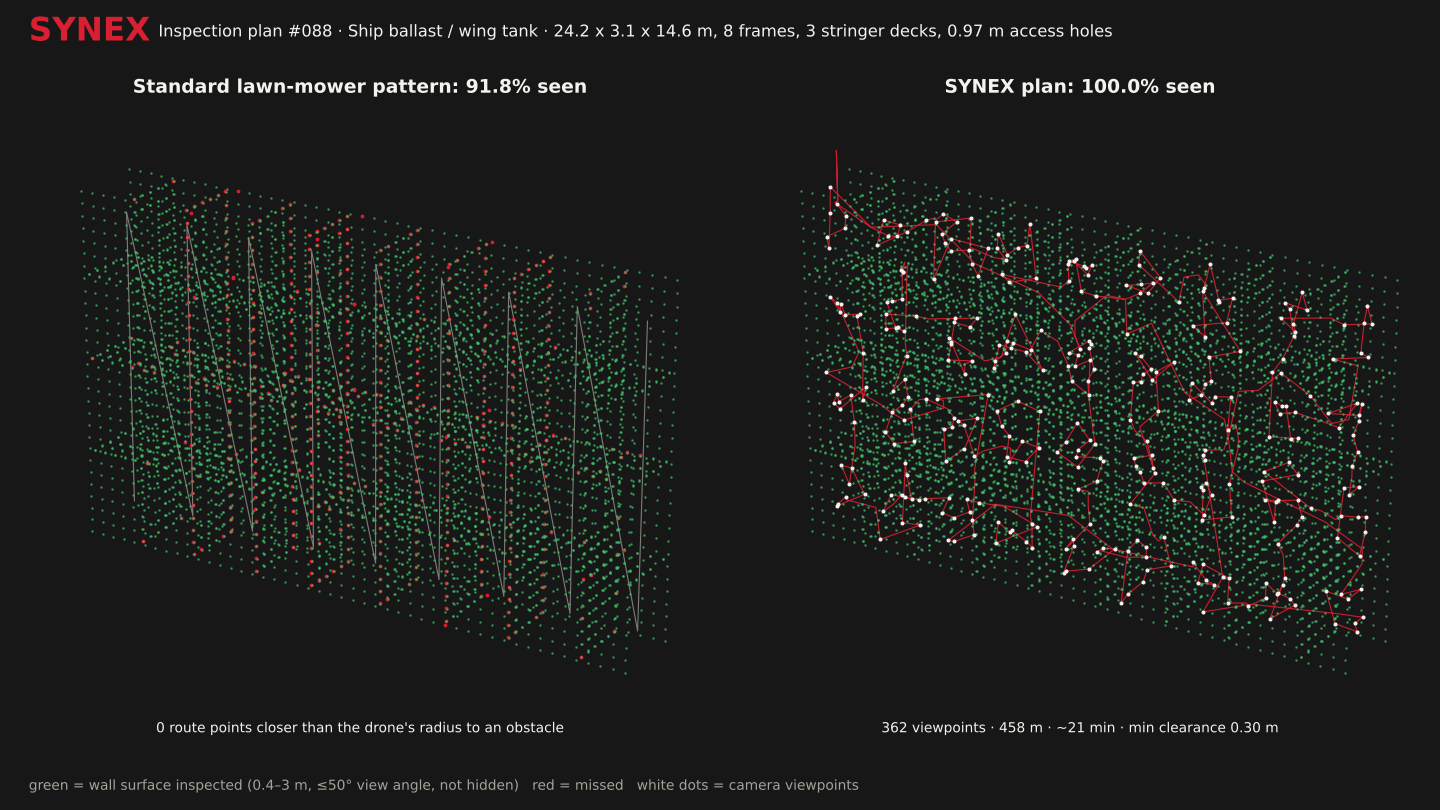 SYNEX Inspection plan #088 · Ship ballast / wing tank · 24.2 x 3.1 x 14.6 m, 8 frames, 3 stringer decks, 0.97 m access holes
Standard lawn-mower pattern: 91.8% seen
SYNEX plan: 100.0% seen
0 route points closer than the drone's radius to an obstacle
362 viewpoints · 458 m · ~21 min · min clearance 0.30 m
green = wall surface inspected (0.4–3 m, ≤50° view angle, not hidden)   red = missed   white dots = camera viewpoints